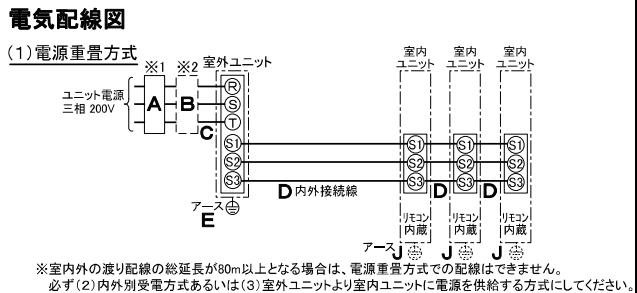 電気配線図
(1)電源重畳方式
※1 ※2 室外ユニット
室内 室内 室内
ユニット ユニット ユニット
ユニット電源
三相 200V
A B C
R
S
T
S1 S1 S1 S1
S2 S2 S2 S2
S3 S3 S3 S3
D 内外接続線 D D
アース
E
リモコン リモコン リモコン
内蔵 内蔵 内蔵
アース J J J
※室内外の渡り配線の総延長が80m以上となる場合は、電源重畳方式での配線はできません。
必ず(2)内外別受電方式あるいは(3)室外ユニットより室内ユニットに電源を供給する方式にしてください。